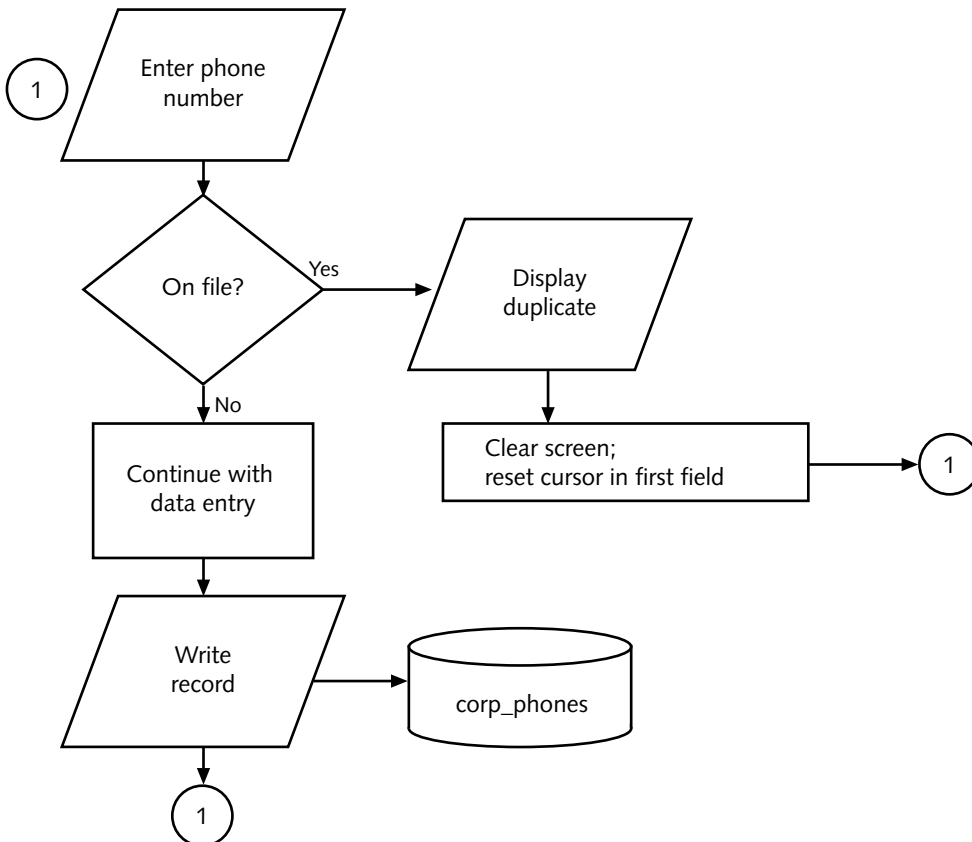 1
Enter phone
number
On file?
Yes
Display
duplicate
No
Clear screen;
reset cursor in first field
1
Continue with
data entry
Write
record
corp_phones
1